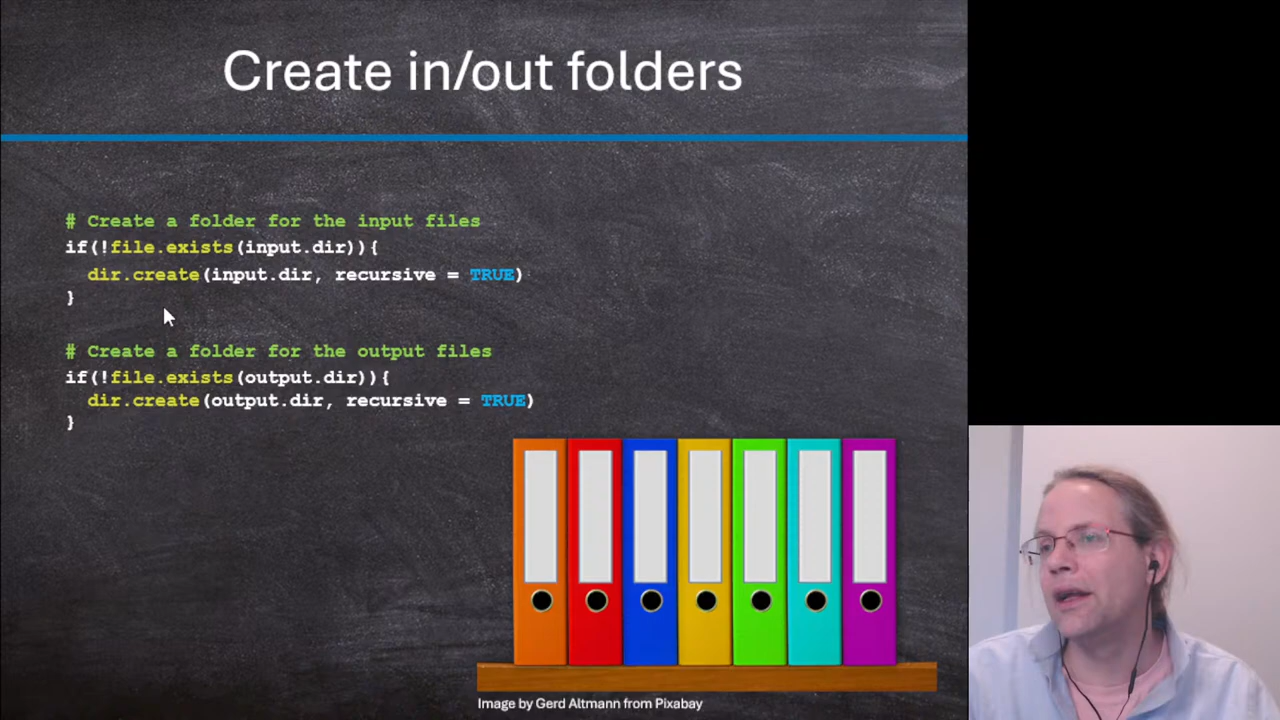 Create in/out folders
# Create a folder for the input files
if(!file.exists(input.dir)){
  dir.create(input.dir, recursive = TRUE)
}
# Create a folder for the output files
if(!file.exists(output.dir)){
  dir.create(output.dir, recursive = TRUE)
}
Image by Gerd Altmann from Pixabay